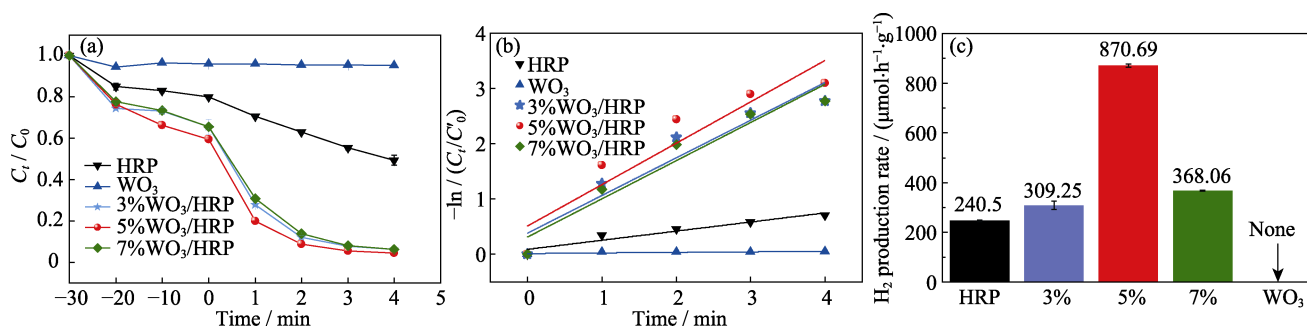 (a)
1.0
0.8
0.6
0.4
0.2
0
Cₜ / C₀
HRP
WO₃
3%WO₃/HRP
5%WO₃/HRP
7%WO₃/HRP
−30 −20 −10 0 1 2 3 4 5
Time / min
(b)
−4
3
2
1
0
−ln / (Cₜ/C′₀)
HRP
WO₃
3%WO₃/HRP
5%WO₃/HRP
7%WO₃/HRP
0 1 2 3 4
Time / min
(c)
1000
800
600
400
200
0
H₂ production rate / (μmol·h⁻¹·g⁻¹)
240.5
309.25
870.69
368.06
None
HRP 3% 5% 7% WO₃